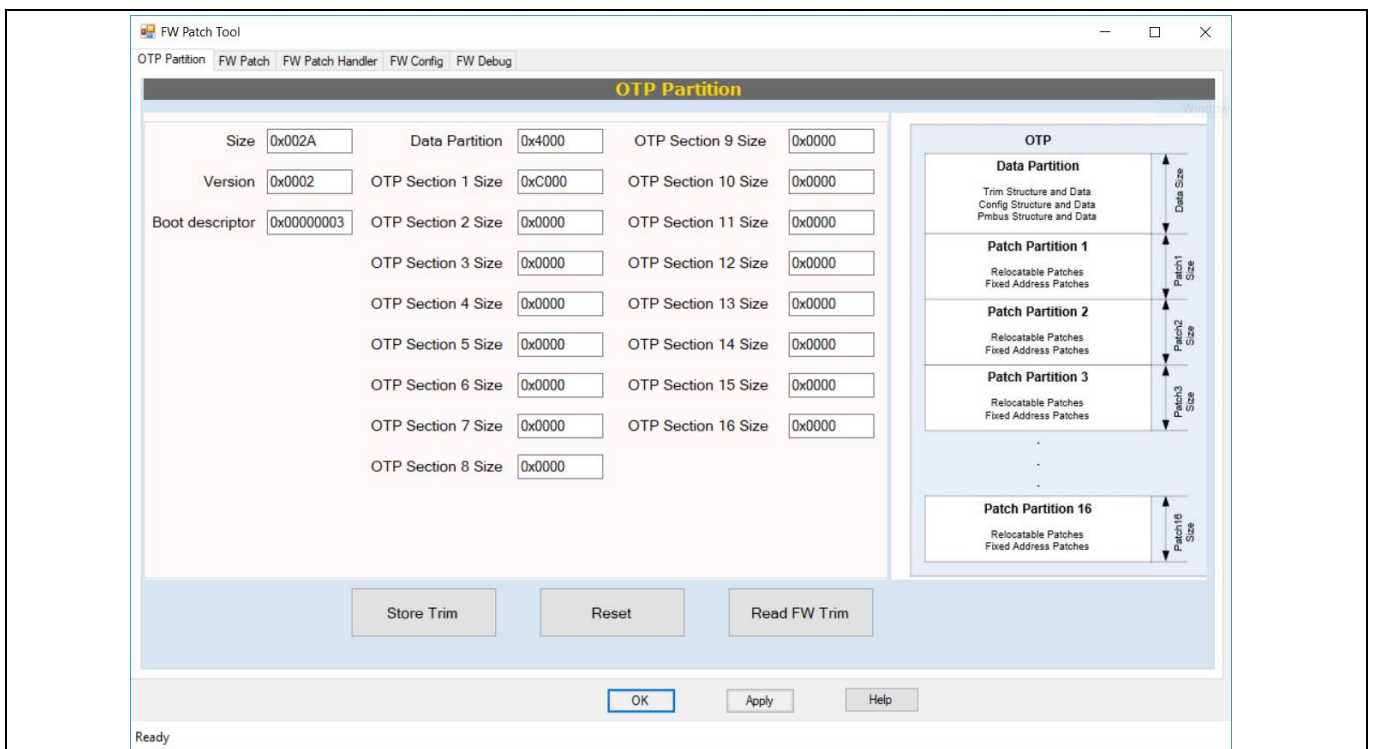 FW Patch Tool
OTP Partition FW Patch FW Patch Handler FW Config FW Debug
OTP Partition
Window
Size 0x002A Data Partition 0x4000 OTP Section 9 Size 0x0000
Version 0x0002 OTP Section 1 Size 0xC000 OTP Section 10 Size 0x0000
Boot descriptor 0x00000003 OTP Section 2 Size 0x0000 OTP Section 11 Size 0x0000
OTP Section 3 Size 0x0000 OTP Section 12 Size 0x0000
OTP Section 4 Size 0x0000 OTP Section 13 Size 0x0000
OTP Section 5 Size 0x0000 OTP Section 14 Size 0x0000
OTP Section 6 Size 0x0000 OTP Section 15 Size 0x0000
OTP Section 7 Size 0x0000 OTP Section 16 Size 0x0000
OTP Section 8 Size 0x0000
OTP
Data Partition
Trim Structure and Data
Config Structure and Data
Pmbus Structure and Data
Data Size
Patch Partition 1
Relocatable Patches
Fixed Address Patches
Patch1
Size
Patch Partition 2
Relocatable Patches
Fixed Address Patches
Patch2
Size
Patch Partition 3
Relocatable Patches
Fixed Address Patches
Patch3
Size
.
.
.
Patch Partition 16
Relocatable Patches
Fixed Address Patches
Patch16
Size
Store Trim Reset Read FW Trim
OK Apply Help
Ready